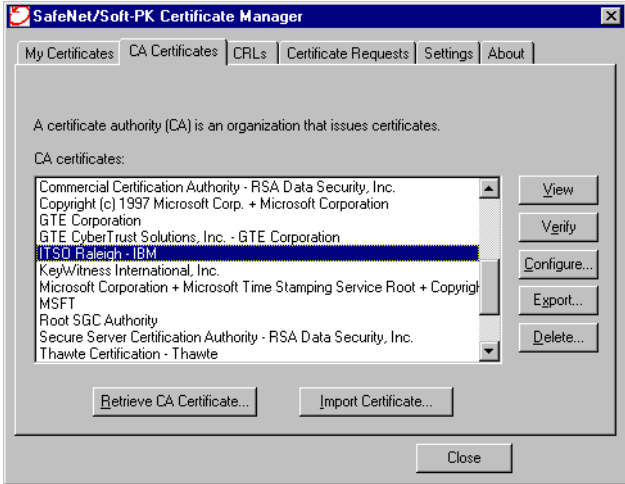 SafeNet/Soft-PK Certificate Manager
My Certificates
CA Certificates
CRLs
Certificate Requests
Settings
About
A certificate authority (CA) is an organization that issues certificates.
CA certificates:
Commercial Certification Authority - RSA Data Security, Inc.
Copyright (c) 1997 Microsoft Corp. + Microsoft Corporation
GTE Corporation
GTE CyberTrust Solutions, Inc. - GTE Corporation
ITSO Raleigh - IBM
KeyWitness International, Inc.
Microsoft Corporation + Microsoft Time Stamping Service Root + Copyrigh
MSFT
Root SGC Authority
Secure Server Certification Authority - RSA Data Security, Inc.
Thawte Certification - Thawte
View
Verify
Configure...
Export...
Delete...
Retrieve CA Certificate...
Import Certificate...
Close